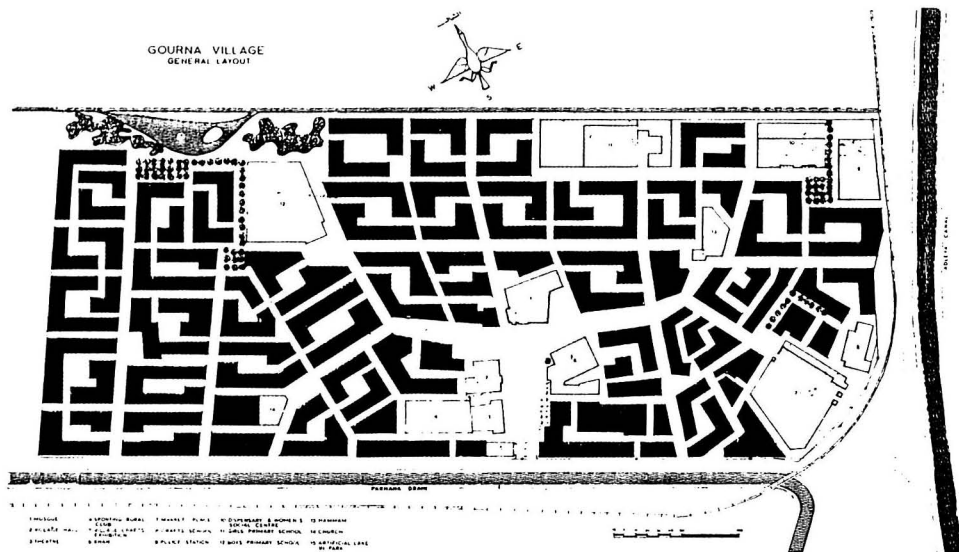 GOURNA VILLAGE
GENERAL LAYOUT
E
W
S
FARHANA DRAIN
1 MOSQUE
2 VILLAGE HALL
3 THEATRE
4 SPORTING RURAL CLUB
5 VILLAGE CRAFTS EXHIBITION
6 KHAN
7 MARKET PLACE
8 CRAFTS SCHOOL
9 POLICE STATION
10 DISPENSARY & WOMEN'S SOCIAL CENTRE
11 GIRLS PRIMARY SCHOOL
12 BOYS PRIMARY SCHOOL
13 HAMMAM
14 CHURCH
15 ARTIFICIAL LAKE IN PARK